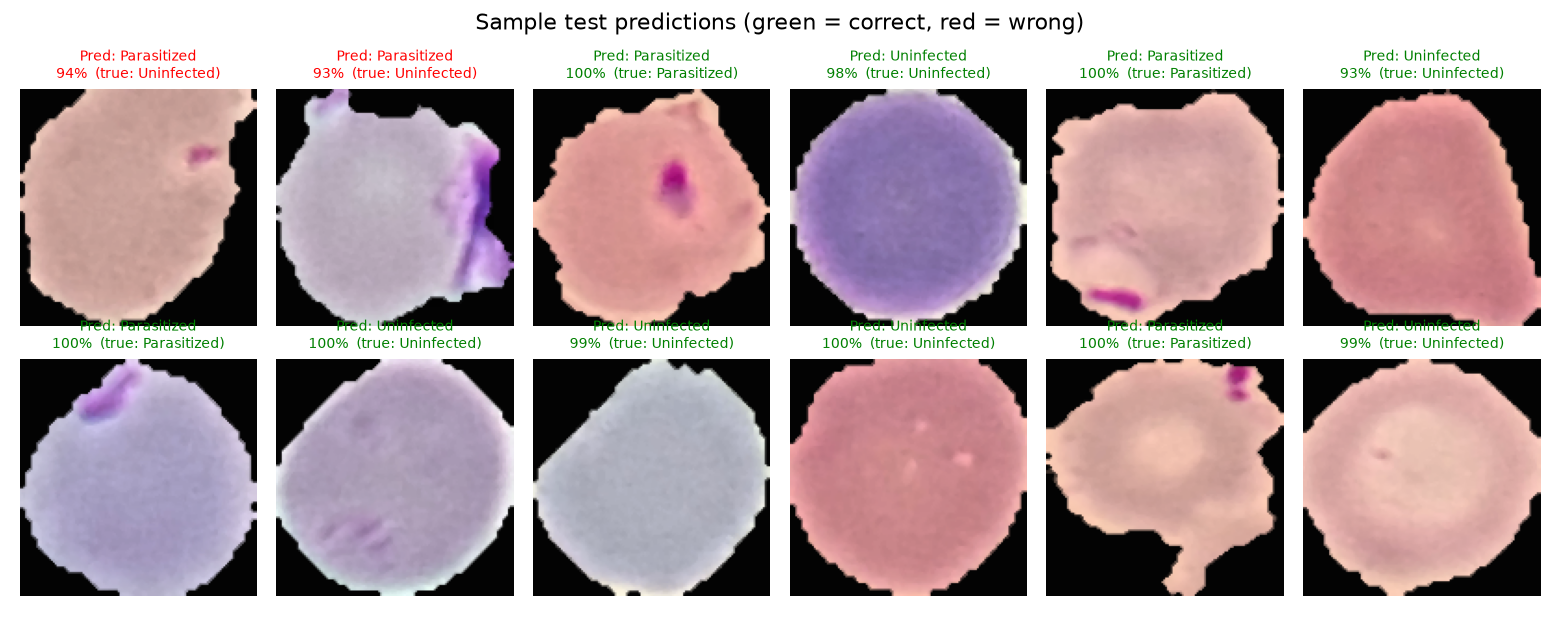 Sample test predictions (green = correct, red = wrong)
Pred: Parasitized
94% (true: Uninfected)
Pred: Parasitized
93% (true: Uninfected)
Pred: Parasitized
100% (true: Parasitized)
Pred: Uninfected
98% (true: Uninfected)
Pred: Parasitized
100% (true: Parasitized)
Pred: Uninfected
93% (true: Uninfected)
Pred: Parasitized
100% (true: Parasitized)
Pred: Uninfected
100% (true: Uninfected)
Pred: Uninfected
99% (true: Uninfected)
Pred: Uninfected
100% (true: Uninfected)
Pred: Parasitized
100% (true: Parasitized)
Pred: Uninfected
99% (true: Uninfected)